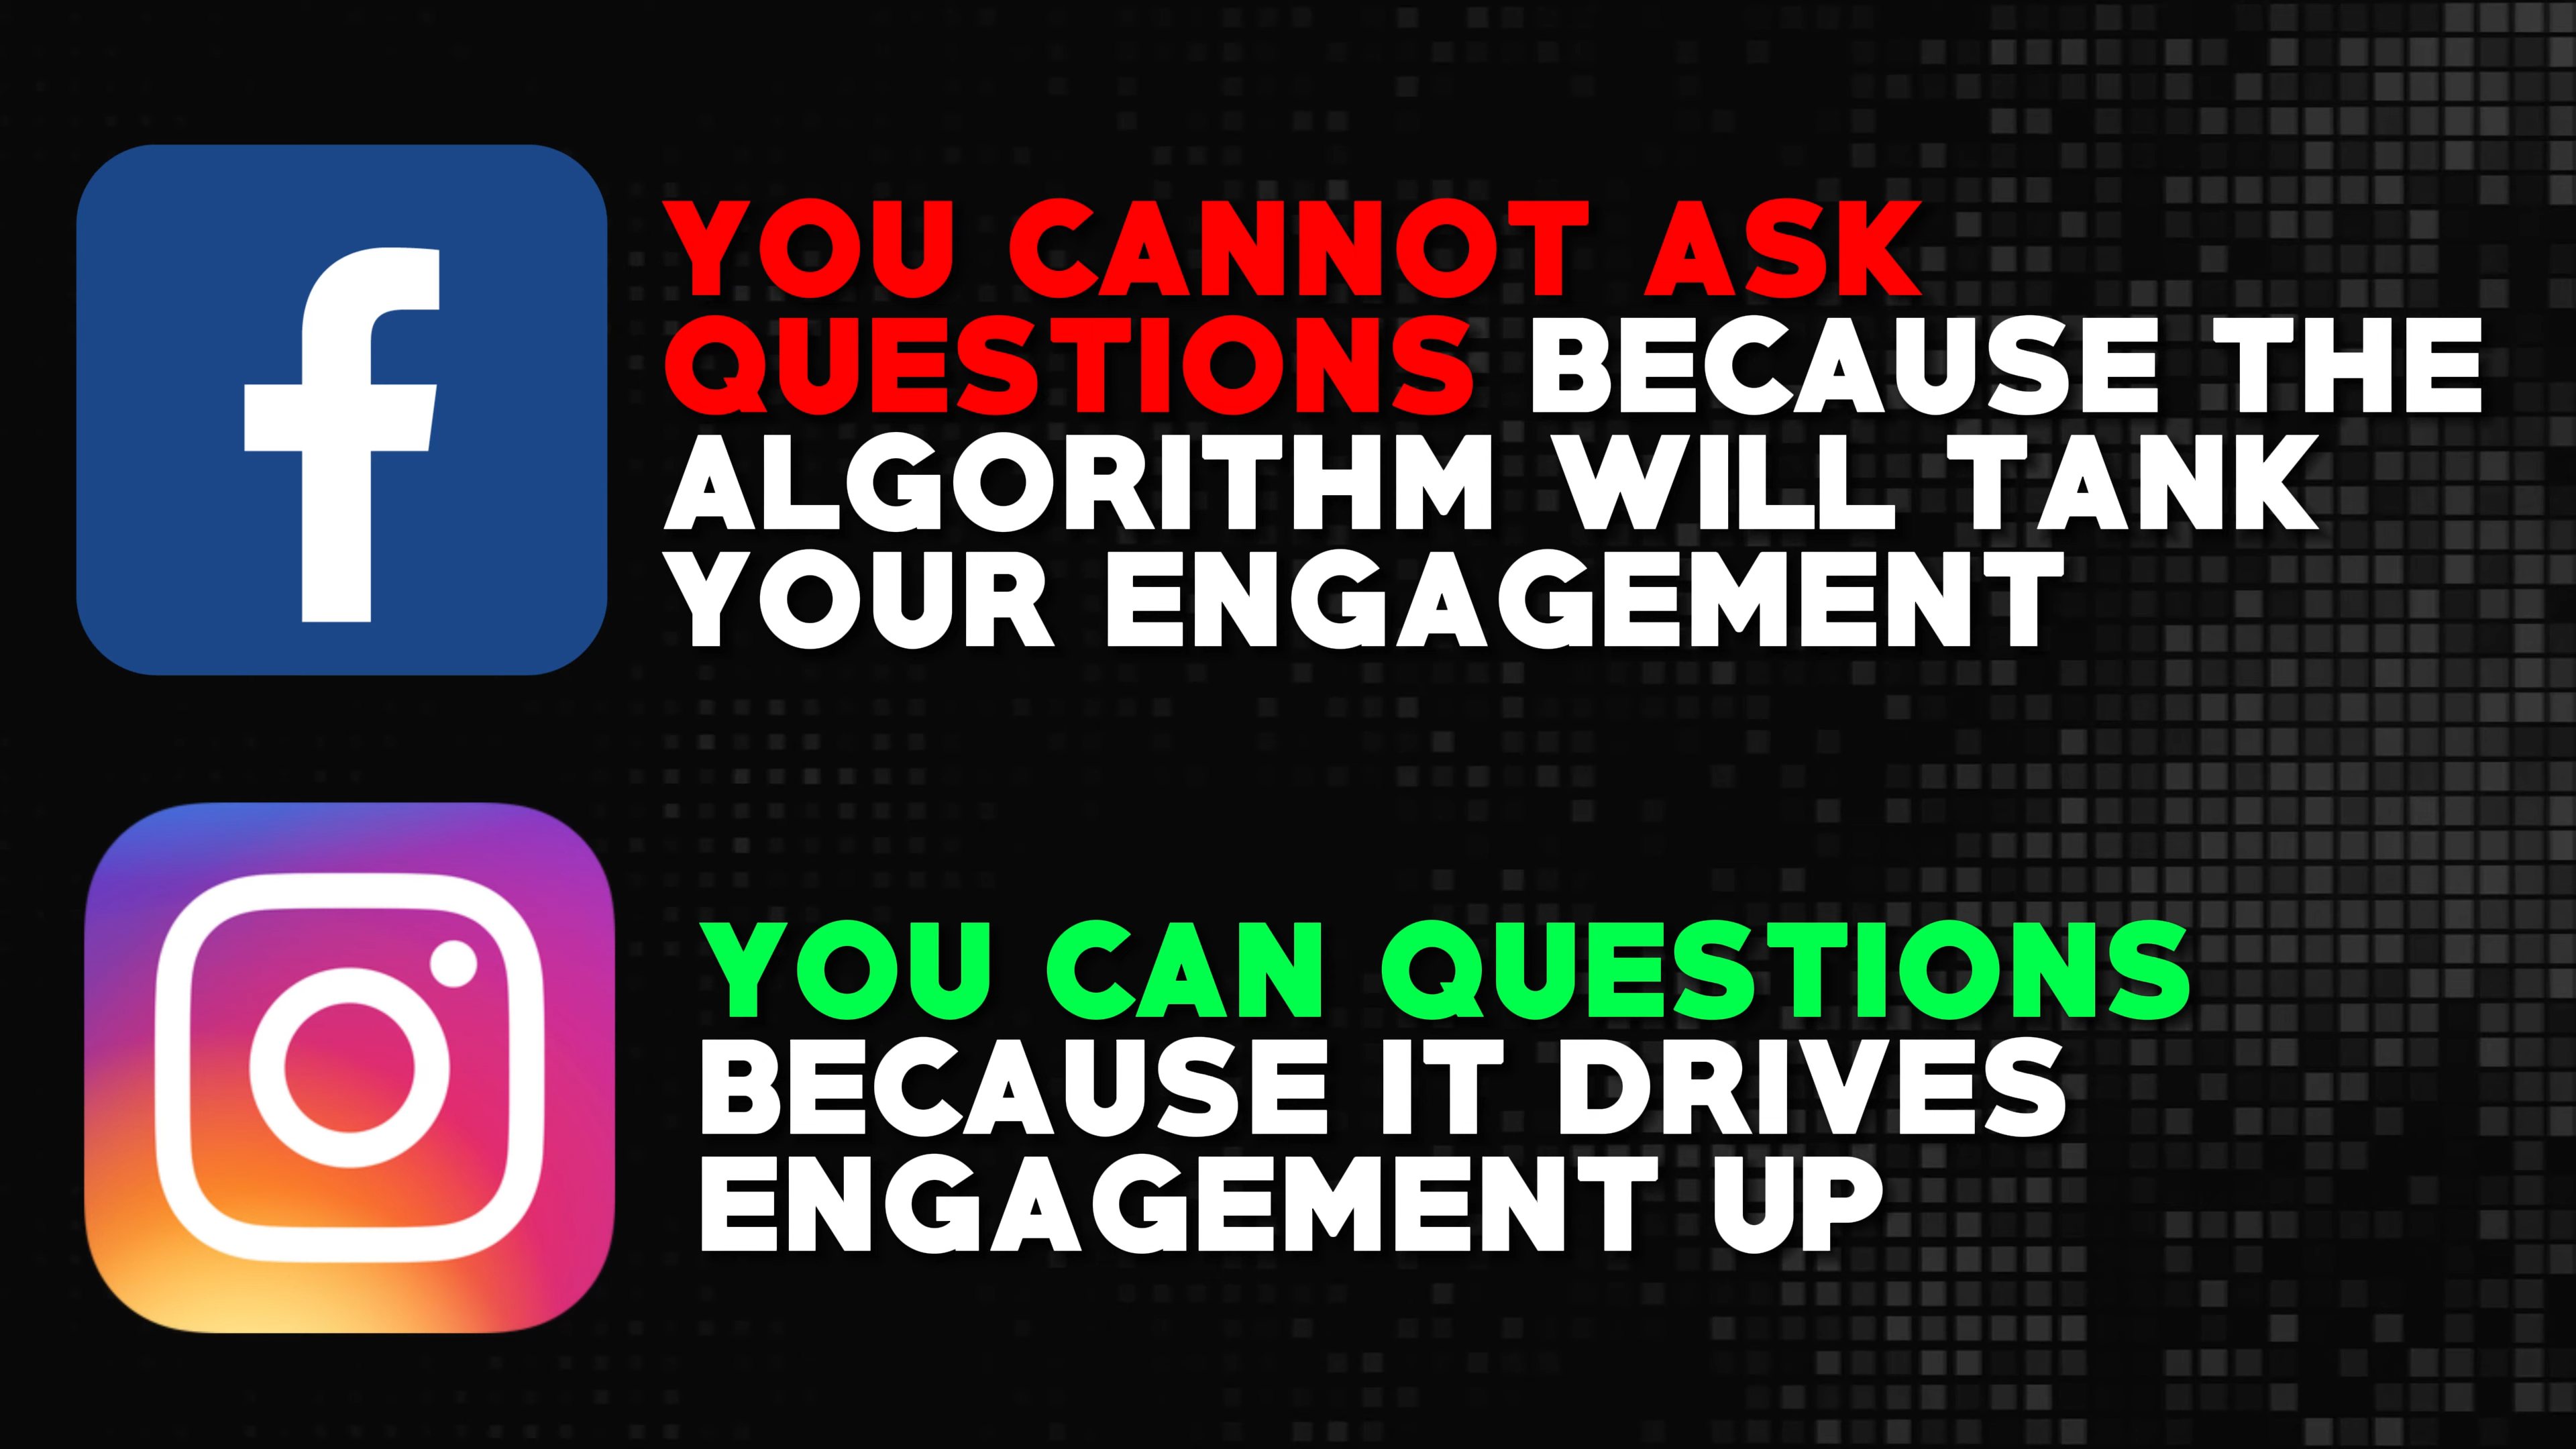 YOU CANNOT ASK
QUESTIONS BECAUSE THE
ALGORITHM WILL TANK
YOUR ENGAGEMENT
YOU CAN QUESTIONS
BECAUSE IT DRIVES
ENGAGEMENT UP